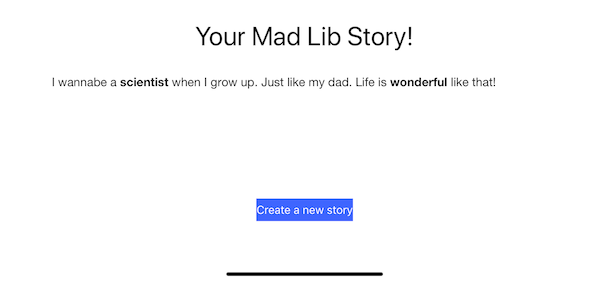 Your Mad Lib Story!
I wannabe a scientist when I grow up. Just like my dad. Life is wonderful like that!
Create a new story